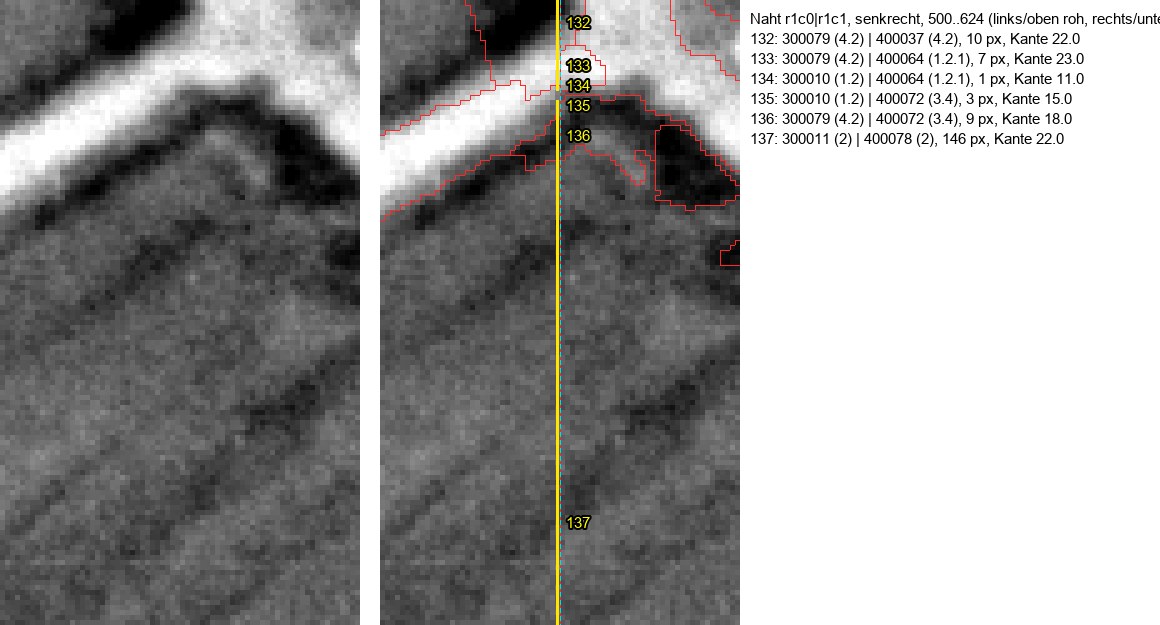 Naht r1c0|r1c1, senkrecht, 500..624 (links/oben roh, rechts/unte
132: 300079 (4.2) | 400037 (4.2), 10 px, Kante 22.0
133: 300079 (4.2) | 400064 (1.2.1), 7 px, Kante 23.0
134: 300010 (1.2) | 400064 (1.2.1), 1 px, Kante 11.0
135: 300010 (1.2) | 400072 (3.4), 3 px, Kante 15.0
136: 300079 (4.2) | 400072 (3.4), 9 px, Kante 18.0
137: 300011 (2) | 400078 (2), 146 px, Kante 22.0
132
133
134
135
136
137